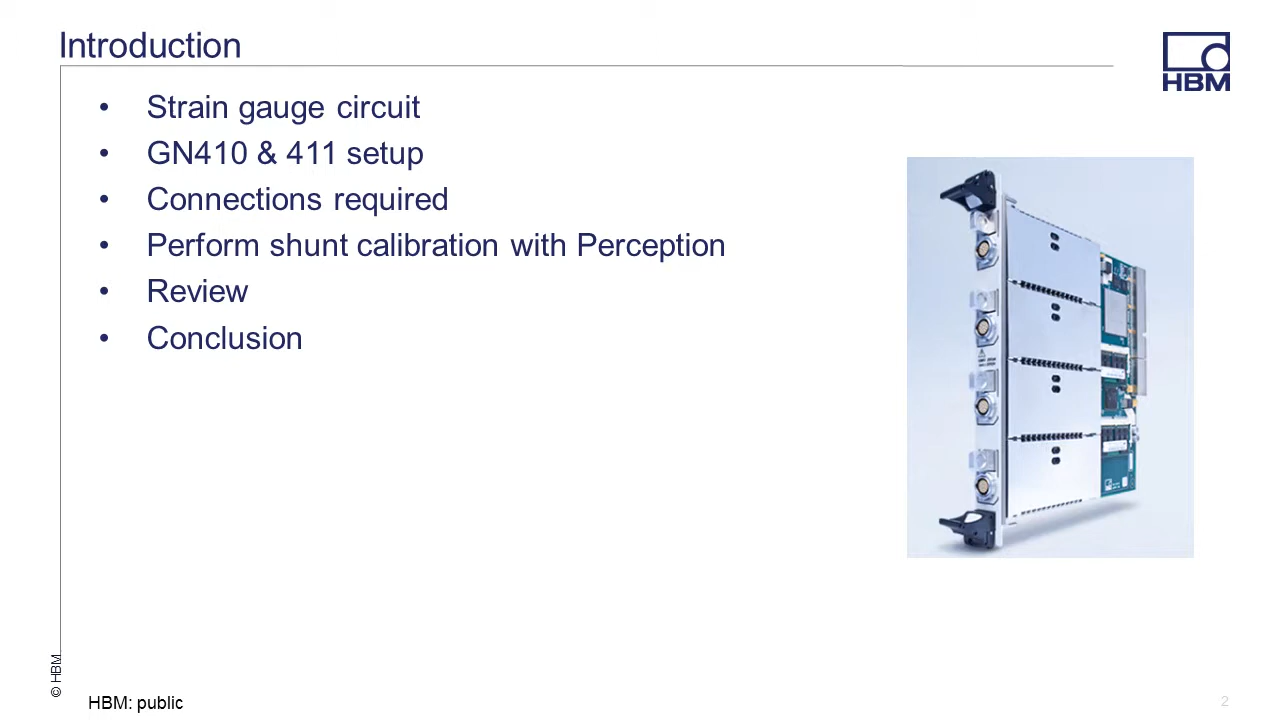 Introduction
HBM
• Strain gauge circuit
• GN410 & 411 setup
• Connections required
• Perform shunt calibration with Perception
• Review
• Conclusion
© HBM
HBM: public
2